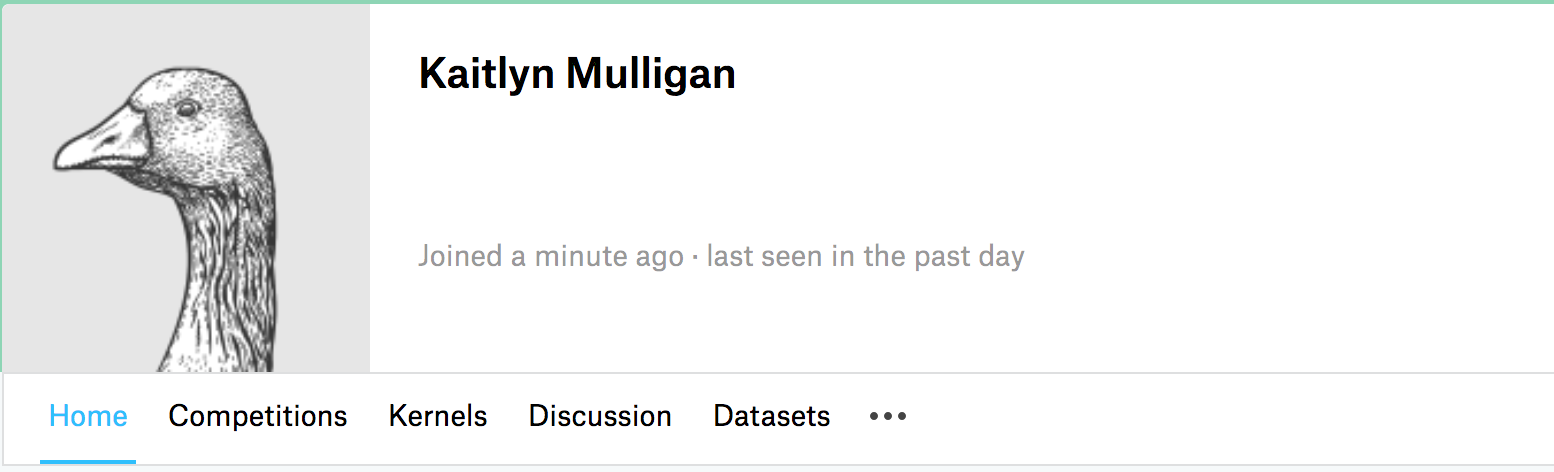 Kaitlyn Mulligan
Joined a minute ago · last seen in the past day
Home Competitions Kernels Discussion Datasets •••